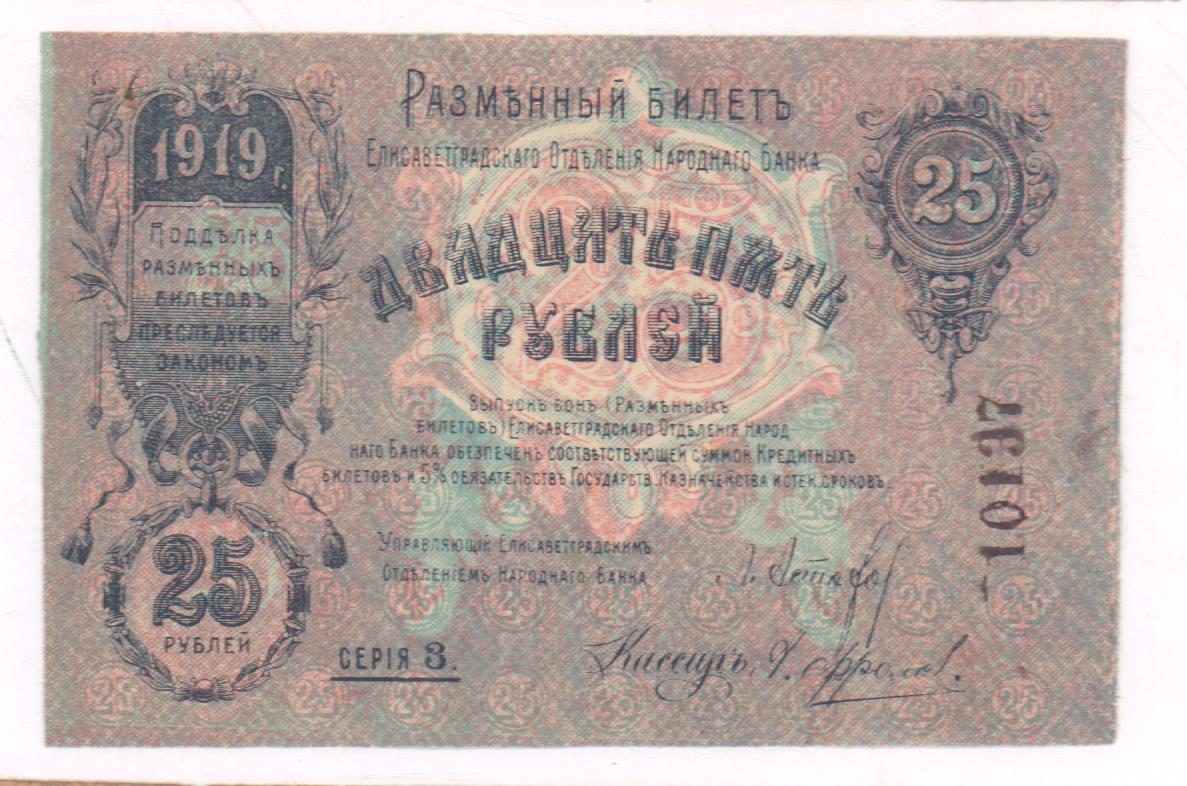 Размѣнный билетъ
Елисаветградскаго Отдѣленія Народнаго Банка
1919 г.
Поддѣлка
размѣнныхъ
билетовъ
преслѣдуется
закономъ
25
Двадцать пять
рублей
25
Выпускъ бонъ (размѣнныхъ
билетовъ) Елисаветградскаго Отдѣленія Народ
наго Банка обезпеченъ соотвѣтствующей суммой Кредитныхъ
билетовъ и 5% обязательствъ Государств. Казначейства истек. сроковъ.
10137
25
рублей
Управляющій Елисаветградскимъ
Отдѣленіемъ Народнаго Банка
Серія 3.
Кассиръ